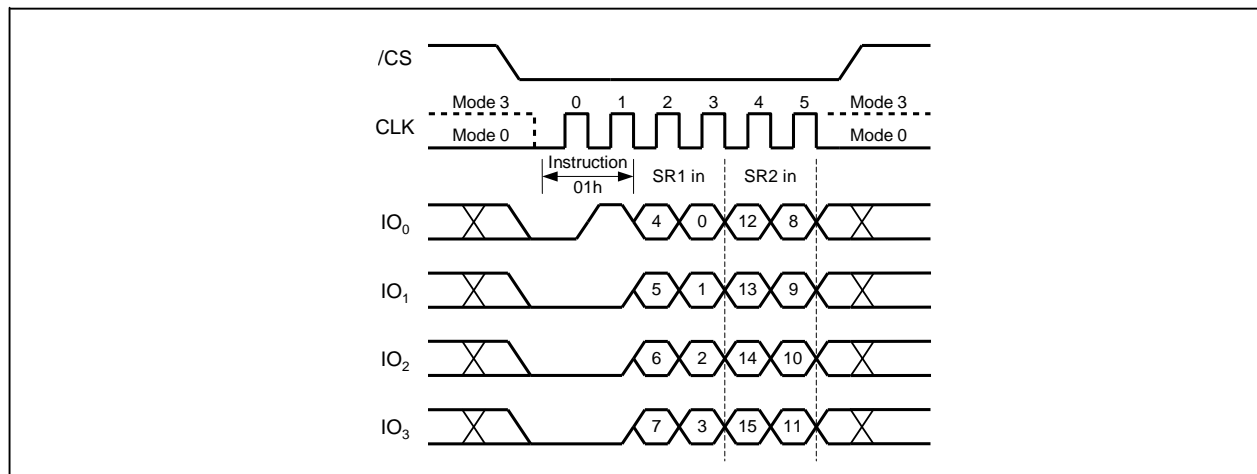 /CS
Mode 3 0 1 2 3 4 5 Mode 3
CLK
Mode 0 Mode 0
Instruction
01h
SR1 in SR2 in
IO0 4 0 12 8
IO1 5 1 13 9
IO2 6 2 14 10
IO3 7 3 15 11